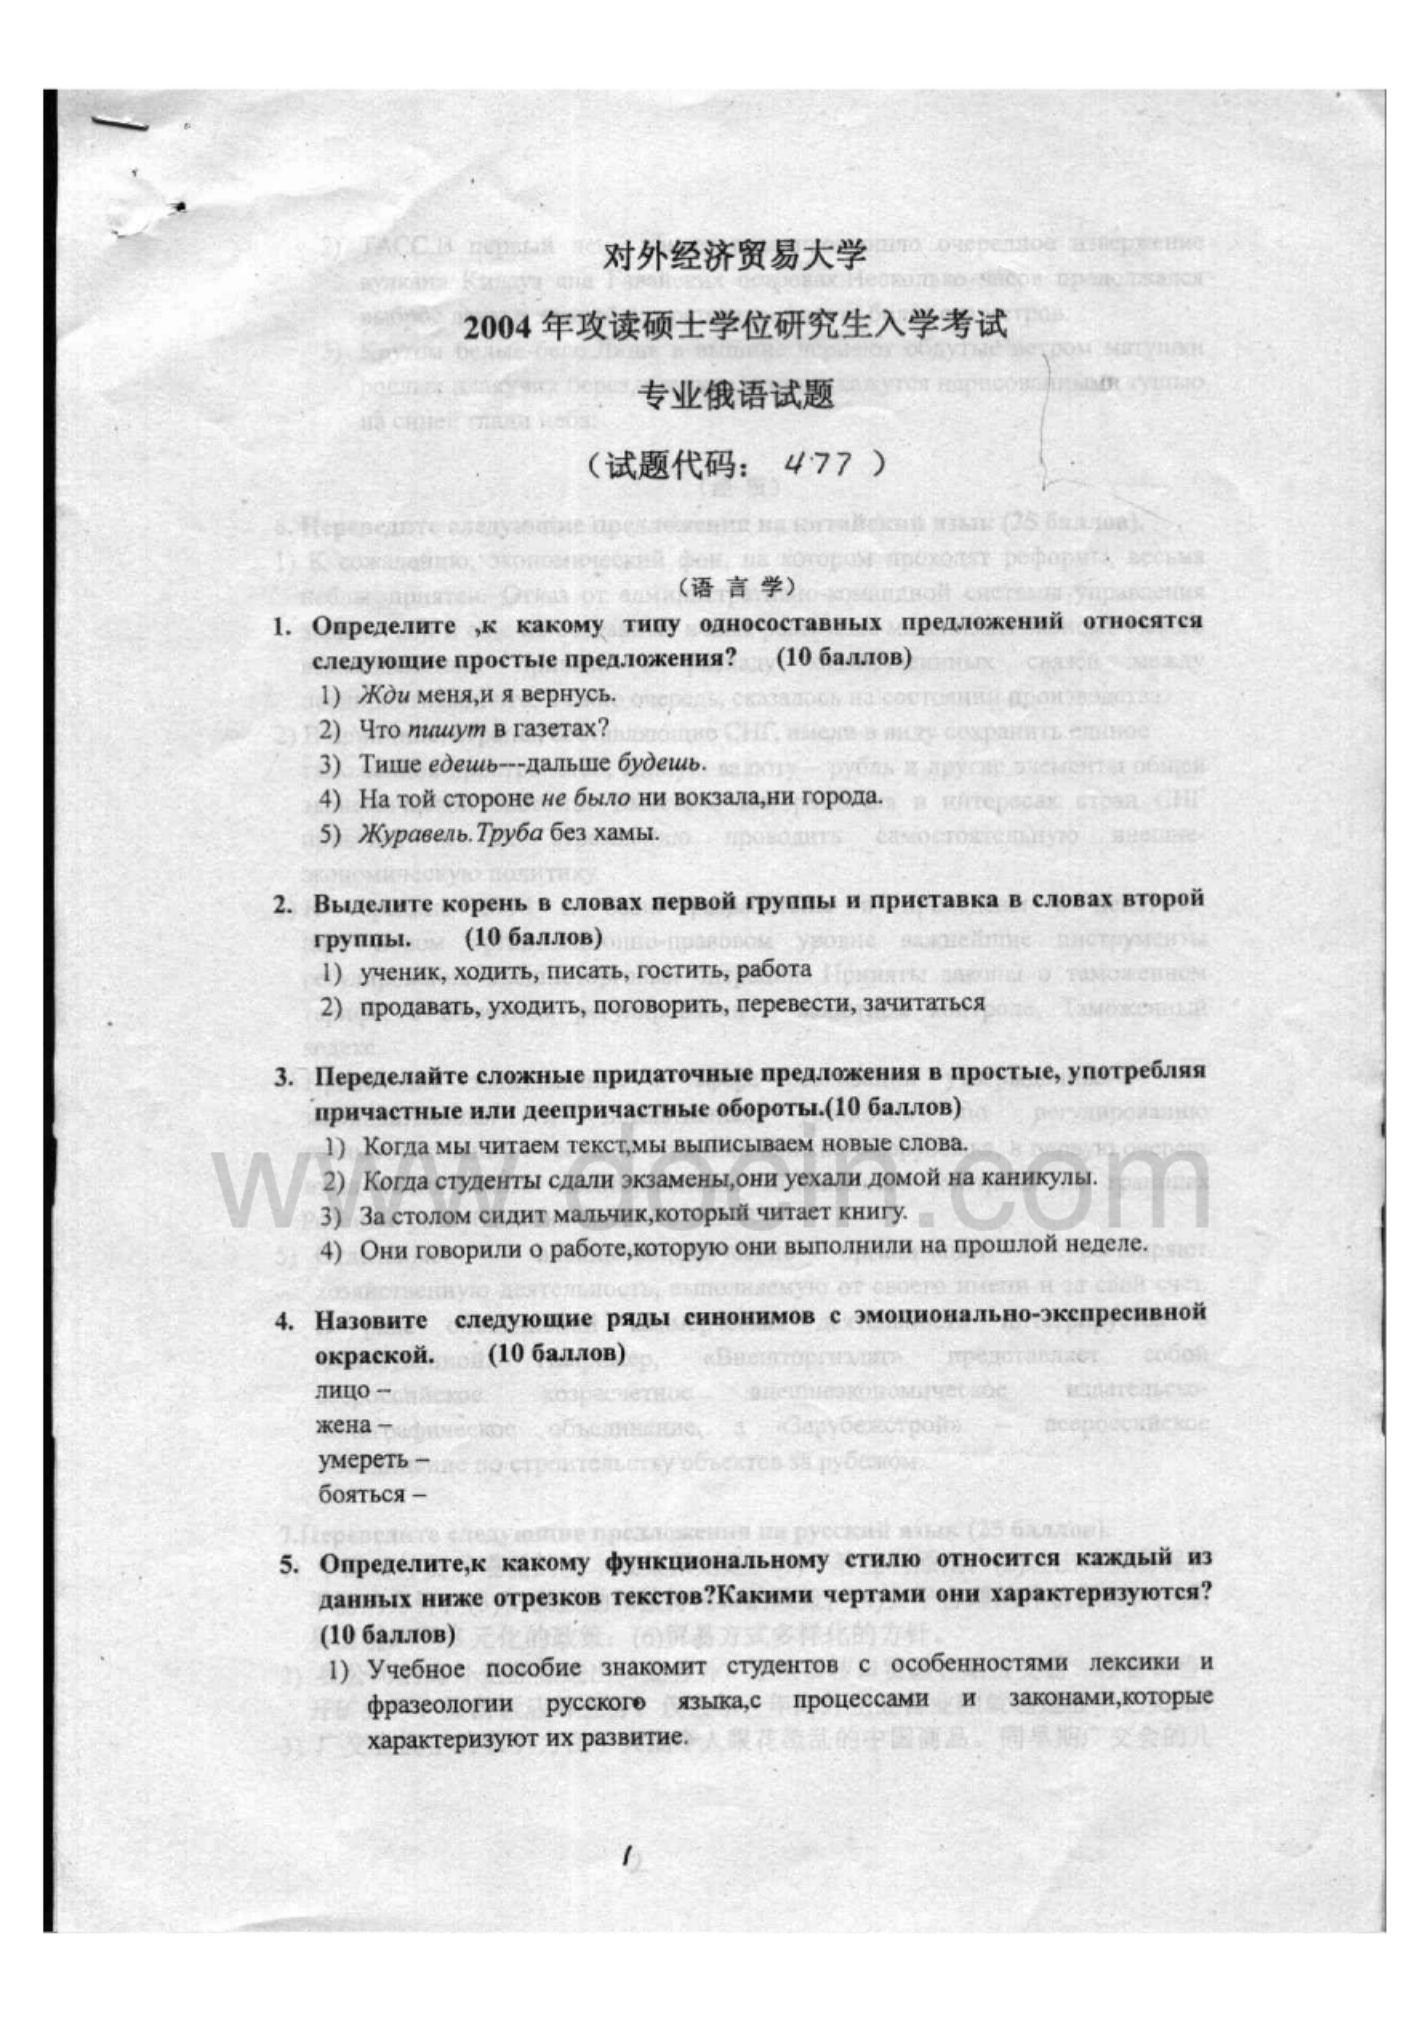 对外经济贸易大学
2004 年攻读硕士学位研究生入学考试
专业俄语试题
（试题代码： 477 ）
（语 言 学）
1. Определите ,к какому типу односоставных предложений относятся
следующие простые предложения? (10 баллов)
1) Жди меня,и я вернусь.
2) Что пишут в газетах?
3) Тише едешь---дальше будешь.
4) На той стороне не было ни вокзала,ни города.
5) Журавель.Труба без хамы.
2. Выделите корень в словах первой группы и приставка в словах второй
группы. (10 баллов)
1) ученик, ходить, писать, гостить, работа
2) продавать, уходить, поговорить, перевести, зачитаться
3. Переделайте сложные придаточные предложения в простые, употребляя
причастные или деепричастные обороты.(10 баллов)
1) Когда мы читаем текст,мы выписываем новые слова.
2) Когда студенты сдали экзамены,они уехали домой на каникулы.
3) За столом сидит мальчик,который читает книгу.
4) Они говорили о работе,которую они выполнили на прошлой неделе.
www.docin.com
4. Назовите следующие ряды синонимов с эмоционально-экспресивной
окраской. (10 баллов)
лицо –
жена –
умереть –
бояться –
5. Определите,к какому функциональному стилю относится каждый из
данных ниже отрезков текстов?Какими чертами они характеризуются?
(10 баллов)
1) Учебное пособие знакомит студентов с особенностями лексики и
фразеологии русского языка,с процессами и законами,которые
характеризуют их развитие.
1